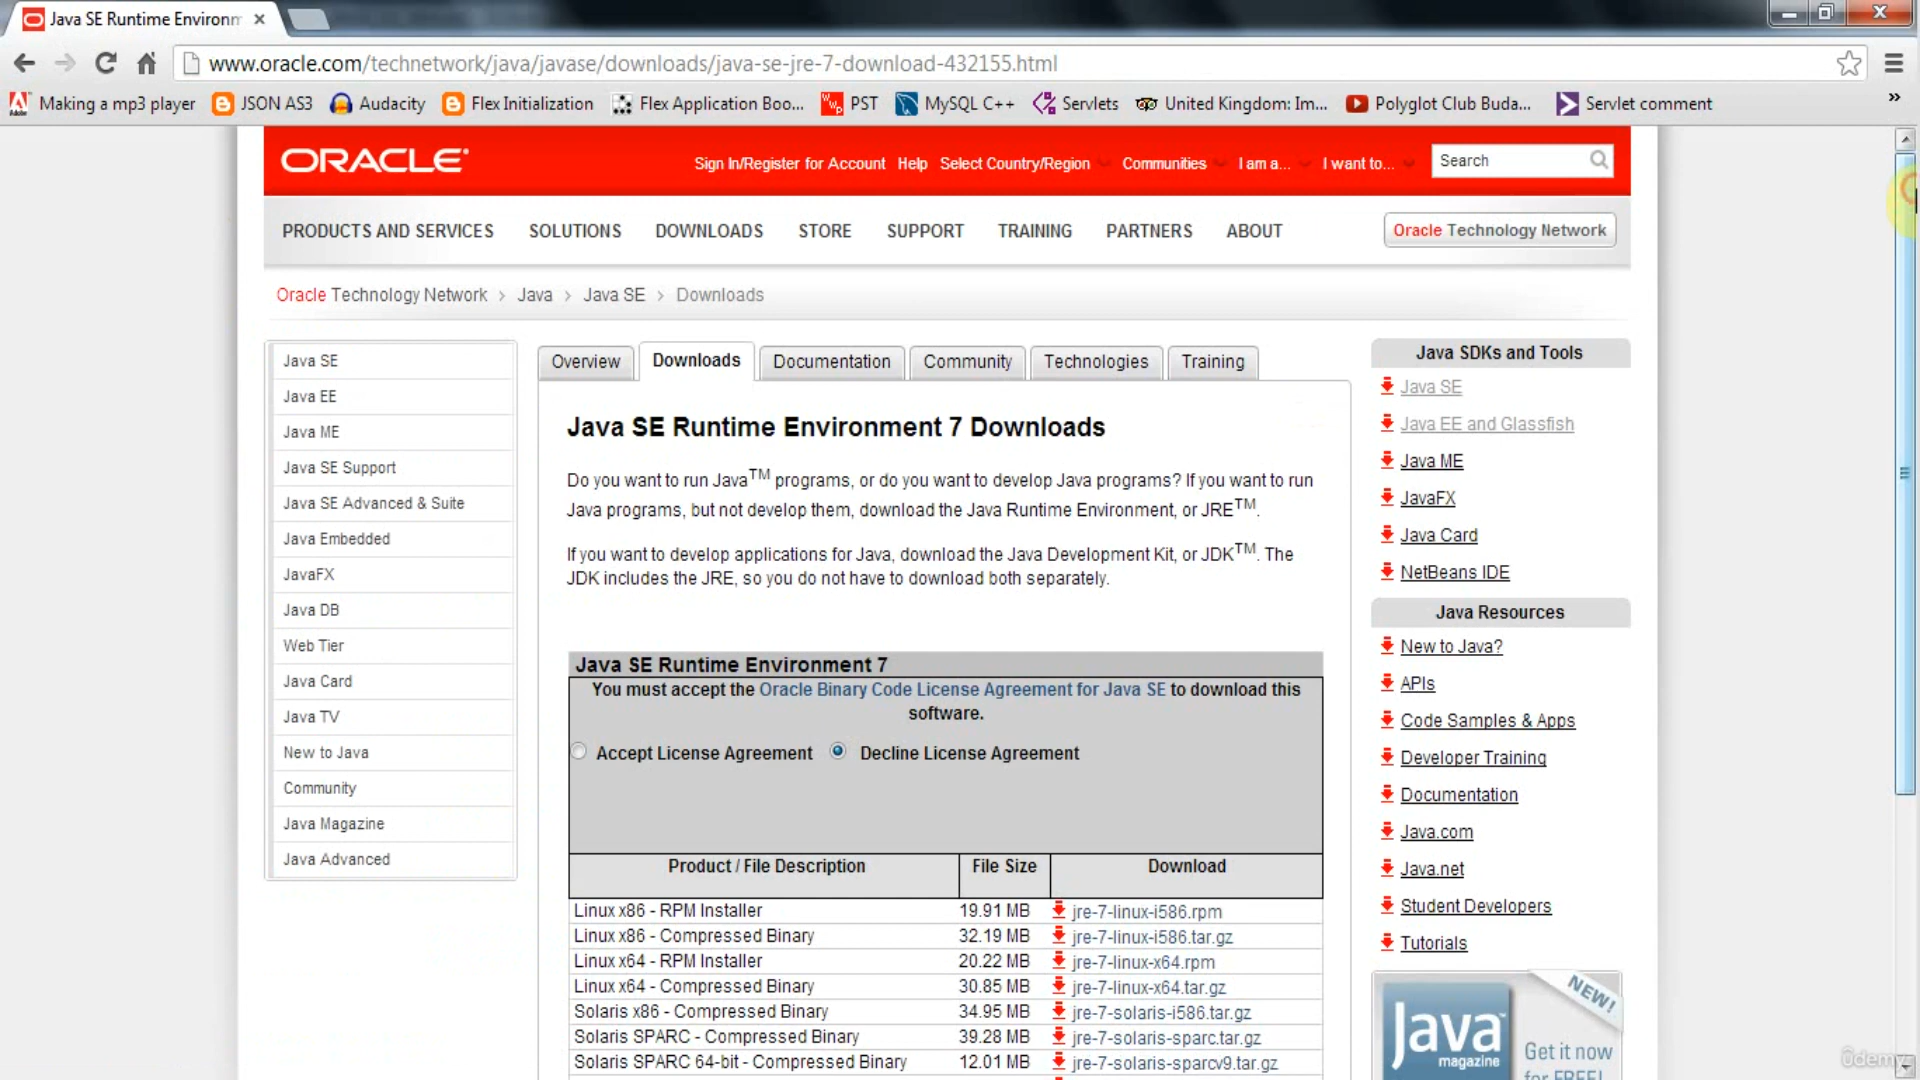 Java SE Runtime Environm
www.oracle.com/technetwork/java/javase/downloads/java-se-jre-7-download-432155.html
Making a mp3 player JSON AS3 Audacity Flex Initialization Flex Application Boo... PST MySQL C++ Servlets United Kingdom: Im... Polyglot Club Buda... Servlet comment »
ORACLE
Sign In/Register for Account Help Select Country/Region Communities I am a... I want to... Search
PRODUCTS AND SERVICES SOLUTIONS DOWNLOADS STORE SUPPORT TRAINING PARTNERS ABOUT Oracle Technology Network
Oracle Technology Network > Java > Java SE > Downloads
Java SE
Java EE
Java ME
Java SE Support
Java SE Advanced & Suite
Java Embedded
JavaFX
Java DB
Web Tier
Java Card
Java TV
New to Java
Community
Java Magazine
Java Advanced
Overview Downloads Documentation Community Technologies Training
Java SE Runtime Environment 7 Downloads
Do you want to run Java™ programs, or do you want to develop Java programs? If you want to run
Java programs, but not develop them, download the Java Runtime Environment, or JRE™.
If you want to develop applications for Java, download the Java Development Kit, or JDK™. The
JDK includes the JRE, so you do not have to download both separately.
Java SE Runtime Environment 7
You must accept the Oracle Binary Code License Agreement for Java SE to download this
software.
Accept License Agreement Decline License Agreement
Product / File Description File Size Download
Linux x86 - RPM Installer 19.91 MB jre-7-linux-i586.rpm
Linux x86 - Compressed Binary 32.19 MB jre-7-linux-i586.tar.gz
Linux x64 - RPM Installer 20.22 MB jre-7-linux-x64.rpm
Linux x64 - Compressed Binary 30.85 MB jre-7-linux-x64.tar.gz
Solaris x86 - Compressed Binary 34.95 MB jre-7-solaris-i586.tar.gz
Solaris SPARC - Compressed Binary 39.28 MB jre-7-solaris-sparc.tar.gz
Solaris SPARC 64-bit - Compressed Binary 12.01 MB jre-7-solaris-sparcv9.tar.gz
Java SDKs and Tools
Java SE
Java EE and Glassfish
Java ME
JavaFX
Java Card
NetBeans IDE
Java Resources
New to Java?
APIs
Code Samples & Apps
Developer Training
Documentation
Java.com
Java.net
Student Developers
Tutorials
NEW!
Java™
magazine
Get it now
for FREE!
ûdemy